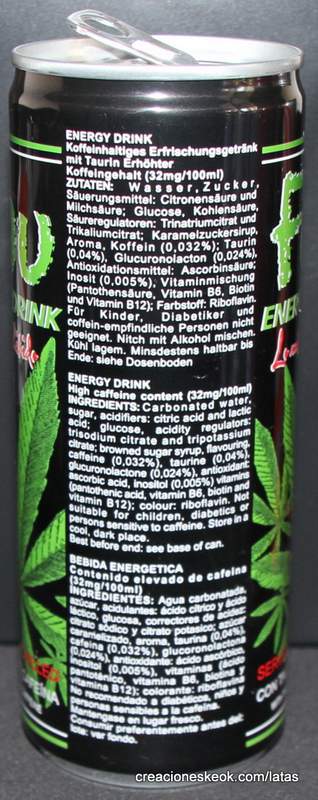 ENERGY DRINK
Koffeinhaltiges Erfrischungsgetränk
mit Taurin Erhöhter
Koffeingehalt (32mg/100ml)
ZUTATEN: Wasser, Zucker,
Säuerungsmittel: Citronensäure und
Milchsäure; Glucose, Kohlensäure,
Säureregulatoren: Trinatriumcitrat und
Trikaliumcitrat; Karamelzuckersirup,
Aroma, Koffein (0,032%); Taurin
(0,04%), Glucuronolacton (0,024%),
Antioxidationsmittel: Ascorbinsäure;
Inosit (0,005%), Vitaminmischung
(Pantothensäure, Vitamin B6, Biotin
und Vitamin B12); Farbstoff: Riboflavin.
Für Kinder, Diabetiker und
coffein-empfindliche Personen nicht
geeignet. Nitch mit Alkohol mischen.
Kühl lagern. Minsdestens haltbar bis
Ende: siehe Dosenboden
ENERGY DRINK
High caffeine content (32mg/100ml)
INGREDIENTS: Carbonated water,
sugar, acidifiers: citric acid and lactic
acid; glucose, acidity regulators:
trisodium citrate and tripotassium
citrate; browned sugar syrup, flavouring,
caffeine (0,032%), taurine (0,04%),
glucuronolactone (0,024%), antioxidant:
ascorbic acid, inositol (0,005%) vitamins
(pantothenic acid, vitamin B6, biotin and
vitamin B12); colour: riboflavin. Not
suitable for children, diabetics or
persons sensitive to caffeine. Store in a
cool, dark place.
Best before end: see base of can.
BEBIDA ENERGETICA
Contenido elevado de cafeina
(32mg/100ml)
INGREDIENTES: Agua carbonatada,
azúcar, acidulantes: ácido cítrico y ácido
láctico, glucosa, correctores de acidez:
citrato sódico y citrato potasico; azúcar
caramelizado, aroma, taurina (0,04%),
cafeína (0,032%), glucoronolactona
(0,024%), antioxidante: ácido ascórbico,
inositol (0,005%), vitaminas (ácido
pantoténico, vitamina B6, biotina y
vitamina B12); colorante: riboflavina.
No recomendado a diabéticos, niños y
personas sensibles a la cafeína.
Mantengase en lugar fresco.
Consumir preferentemente antes del:
lote: ver fondo.
DRINK
ENER
SER
CON
creacioneskeok.com/latas